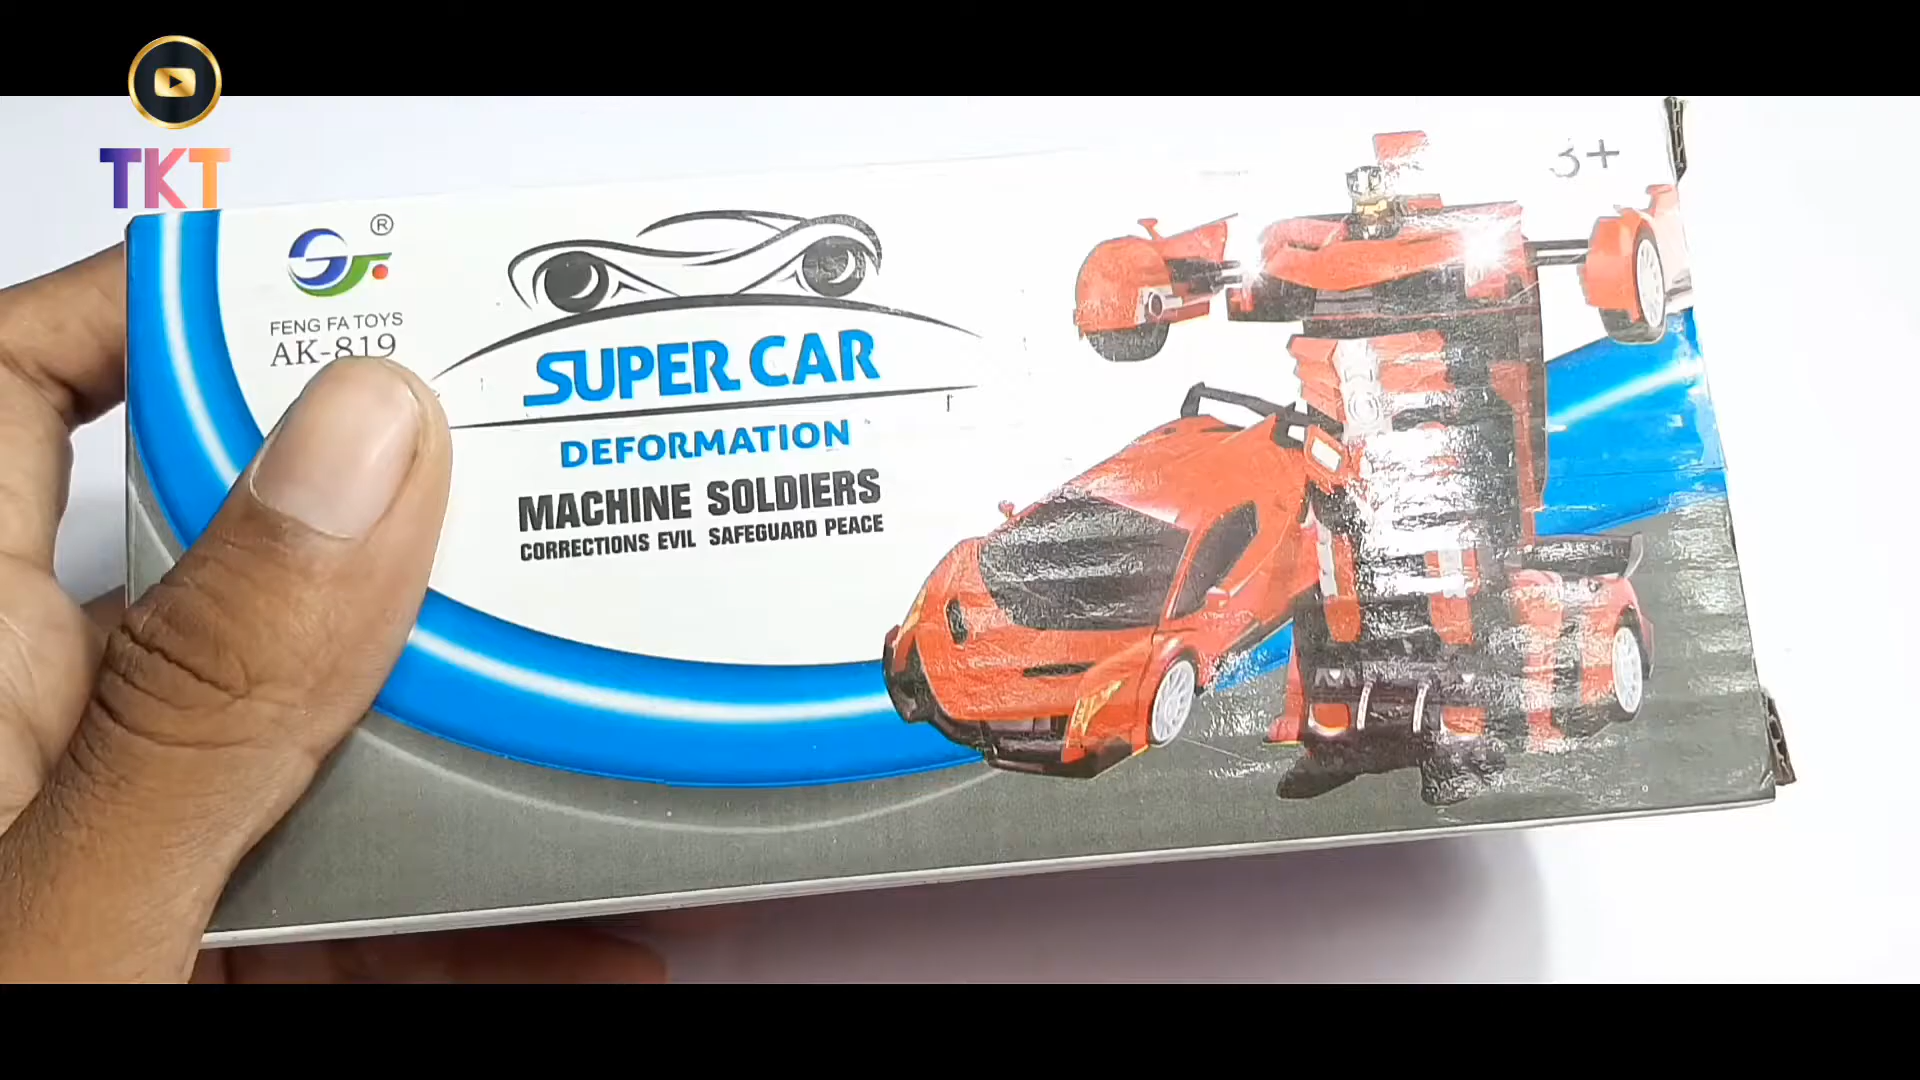 TKT
®
FENG FA TOYS
AK-819
SUPER CAR
DEFORMATION
MACHINE SOLDIERS
CORRECTIONS EVIL SAFEGUARD PEACE
3+